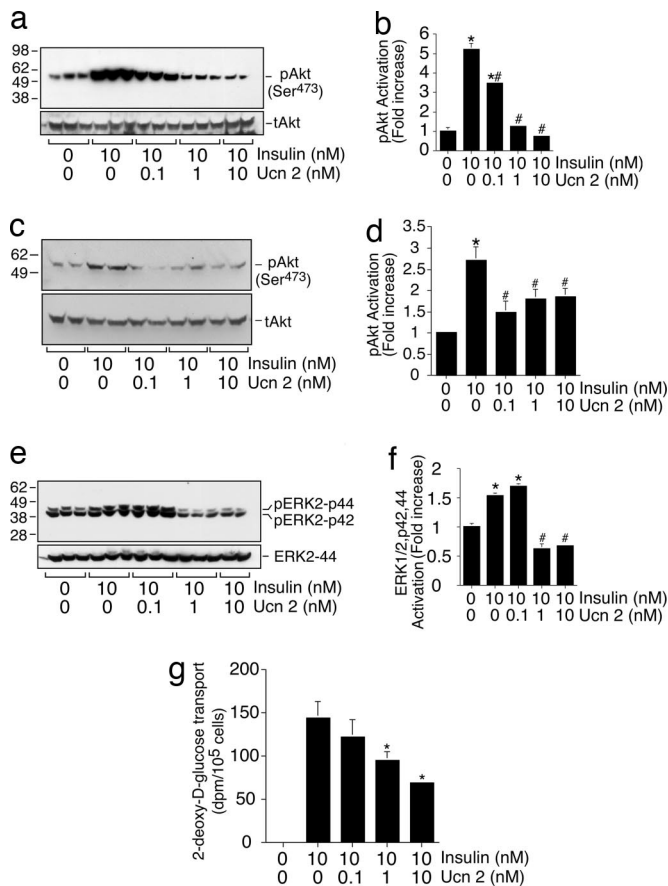 a
98
62
49
38
pAkt
(Ser473)
tAkt
0 10 10 10 10 Insulin (nM)
0 0 0.1 1 10 Ucn 2 (nM)
b
pAkt Activation
(Fold increase)
6
5
4
3
2
1
0
* *# # #
0 10 10 10 10 Insulin (nM)
0 0 0.1 1 10 Ucn 2 (nM)
c
62
49
pAkt
(Ser473)
tAkt
0 10 10 10 10 Insulin (nM)
0 0 0.1 1 10 Ucn 2 (nM)
d
pAkt Activation
(Fold increase)
3.5
3
2.5
2
1.5
1
0.5
0
* # # #
0 10 10 10 10 Insulin (nM)
0 0 0.1 1 10 Ucn 2 (nM)
e
62
49
38
28
pERK2-p44
pERK2-p42
ERK2-44
0 10 10 10 10 Insulin (nM)
0 0 0.1 1 10 Ucn 2 (nM)
f
ERK1/2,p42,44
Activation (Fold increase)
2
1.5
1
0.5
0
* * # #
0 10 10 10 10 Insulin (nM)
0 0 0.1 1 10 Ucn 2 (nM)
g
2-deoxy-D-glucose transport
(dpm/105 cells)
200
150
100
50
0
* *
0 10 10 10 10 Insulin (nM)
0 0 0.1 1 10 Ucn 2 (nM)